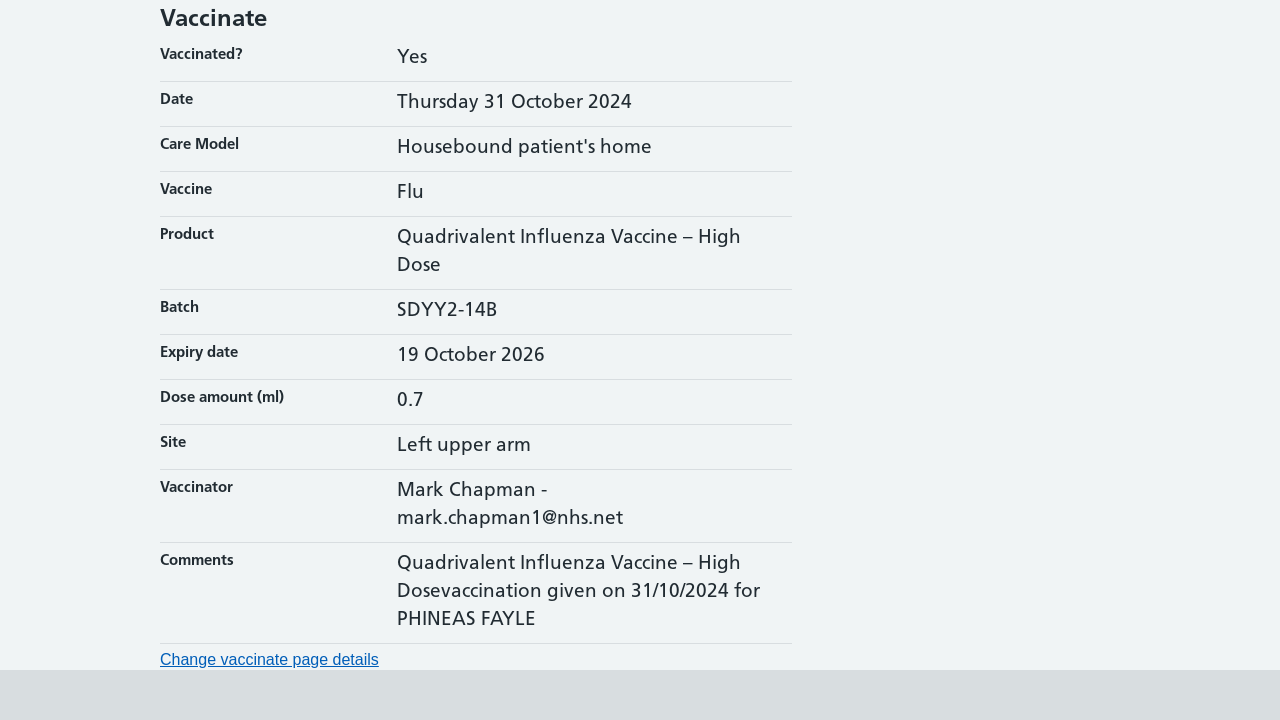 Vaccinate
Vaccinated?
Yes
Date
Thursday 31 October 2024
Care Model
Housebound patient's home
Vaccine
Flu
Product
Quadrivalent Influenza Vaccine – High
Dose
Batch
SDYY2-14B
Expiry date
19 October 2026
Dose amount (ml)
0.7
Site
Left upper arm
Vaccinator
Mark Chapman -
mark.chapman1@nhs.net
Comments
Quadrivalent Influenza Vaccine – High
Dosevaccination given on 31/10/2024 for
PHINEAS FAYLE
Change vaccinate page details